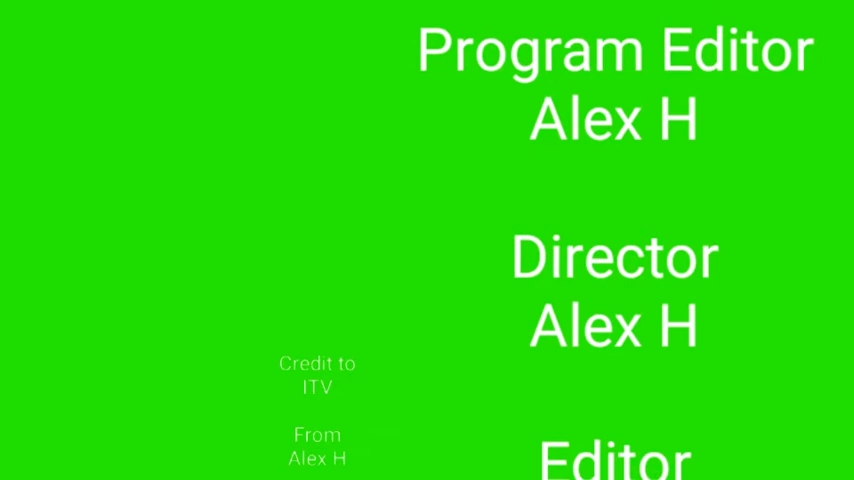 Program Editor
Alex H
Director
Alex H
Credit to
ITV
From
Alex H
Editor